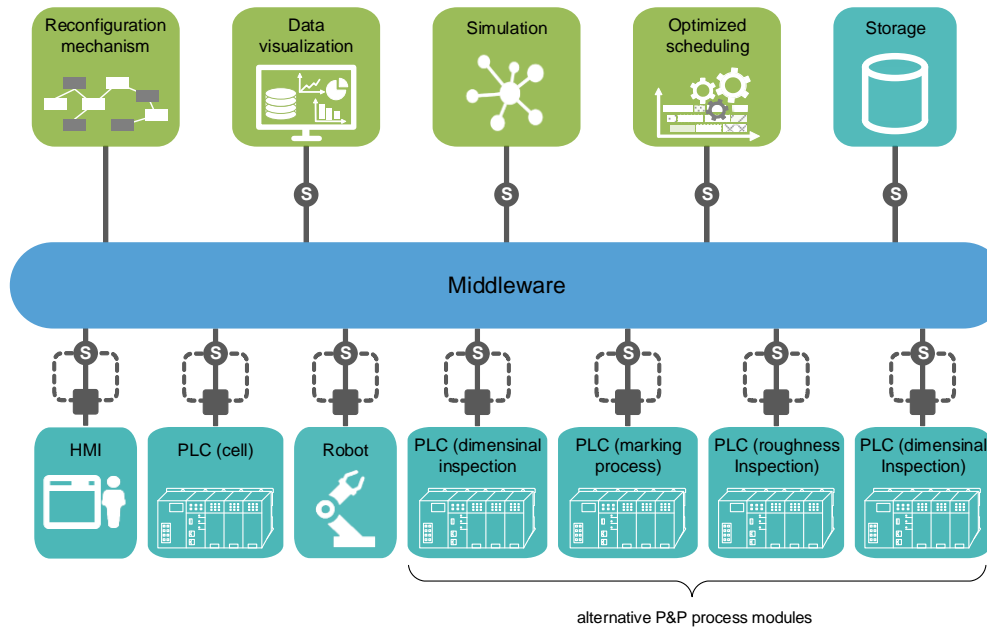 Reconfiguration
mechanism
Data
visualization
Simulation
Optimized
scheduling
Storage
S
S
S
S
Middleware
S
S
S
S
S
S
S
HMI
PLC (cell)
Robot
PLC (dimensinal
inspection
PLC (marking
process)
PLC (roughness
Inspection)
PLC (dimensinal
Inspection)
alternative P&P process modules